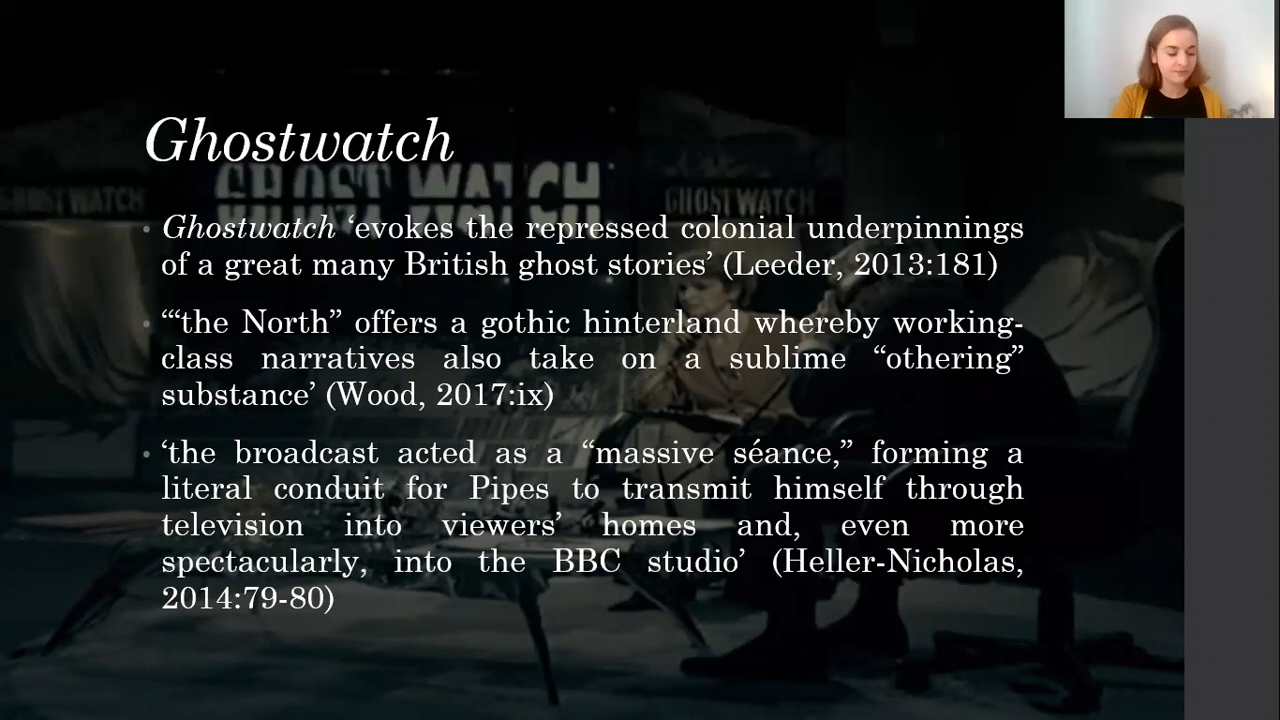 Ghostwatch
GHOST WATCH
GHOSTWATCH
GHOSTWATCH
Ghostwatch ‘evokes the repressed colonial underpinnings
of a great many British ghost stories’ (Leeder, 2013:181)
‘“the North” offers a gothic hinterland whereby working-
class narratives also take on a sublime “othering”
substance’ (Wood, 2017:ix)
‘the broadcast acted as a “massive séance,” forming a
literal conduit for Pipes to transmit himself through
television into viewers’ homes and, even more
spectacularly, into the BBC studio’ (Heller-Nicholas,
2014:79-80)